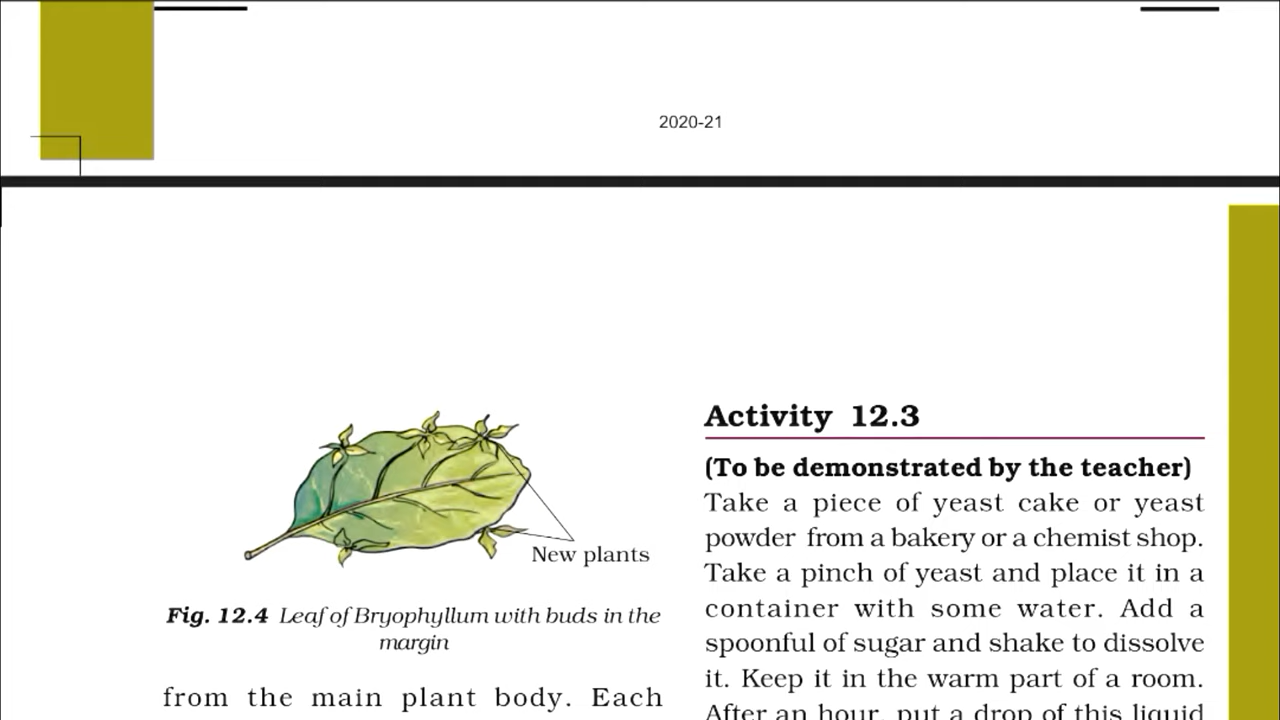 2020-21
New plants
Fig. 12.4 Leaf of Bryophyllum with buds in the
margin
from the main plant body. Each
Activity 12.3
(To be demonstrated by the teacher)
Take a piece of yeast cake or yeast
powder from a bakery or a chemist shop.
Take a pinch of yeast and place it in a
container with some water. Add a
spoonful of sugar and shake to dissolve
it. Keep it in the warm part of a room.
After an hour, put a drop of this liquid